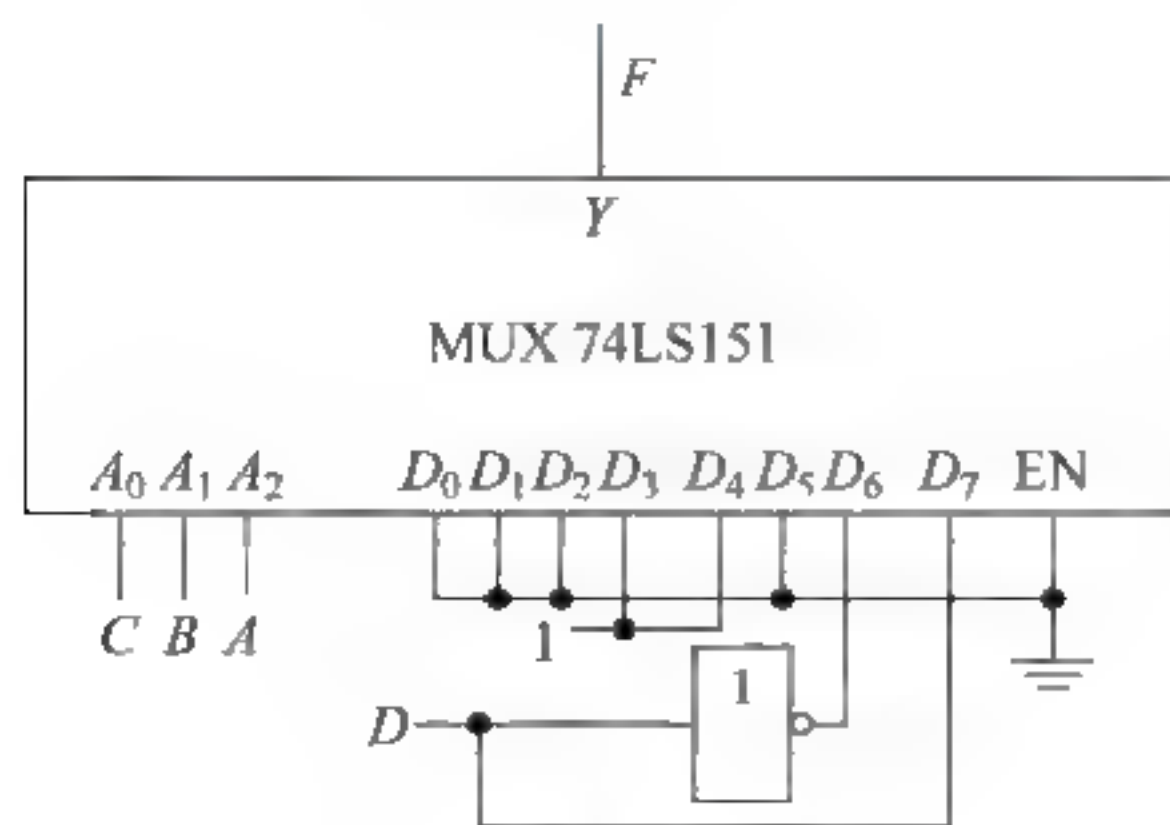 F
Y
MUX 74LS151
A₀ A₁ A₂ D₀ D₁ D₂ D₃ D₄ D₅ D₆ D₇ EN
C B A
1
1
D